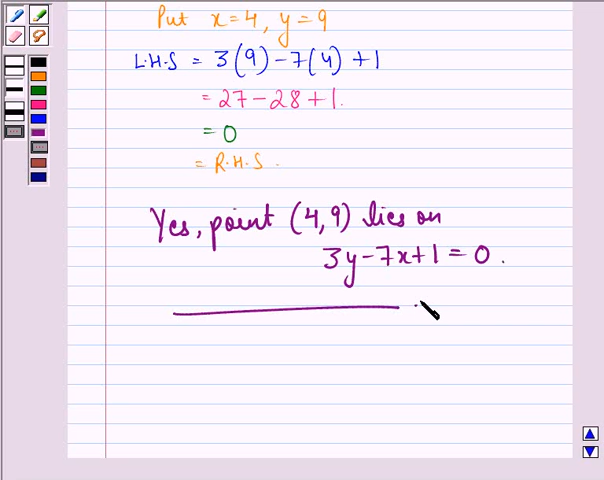 Put x=4, y=9
L.H.S = 3(9)-7(4)+1
= 27-28+1.
= 0
= R.H.S.
Yes, point (4,9) lies on
3y-7x+1=0.